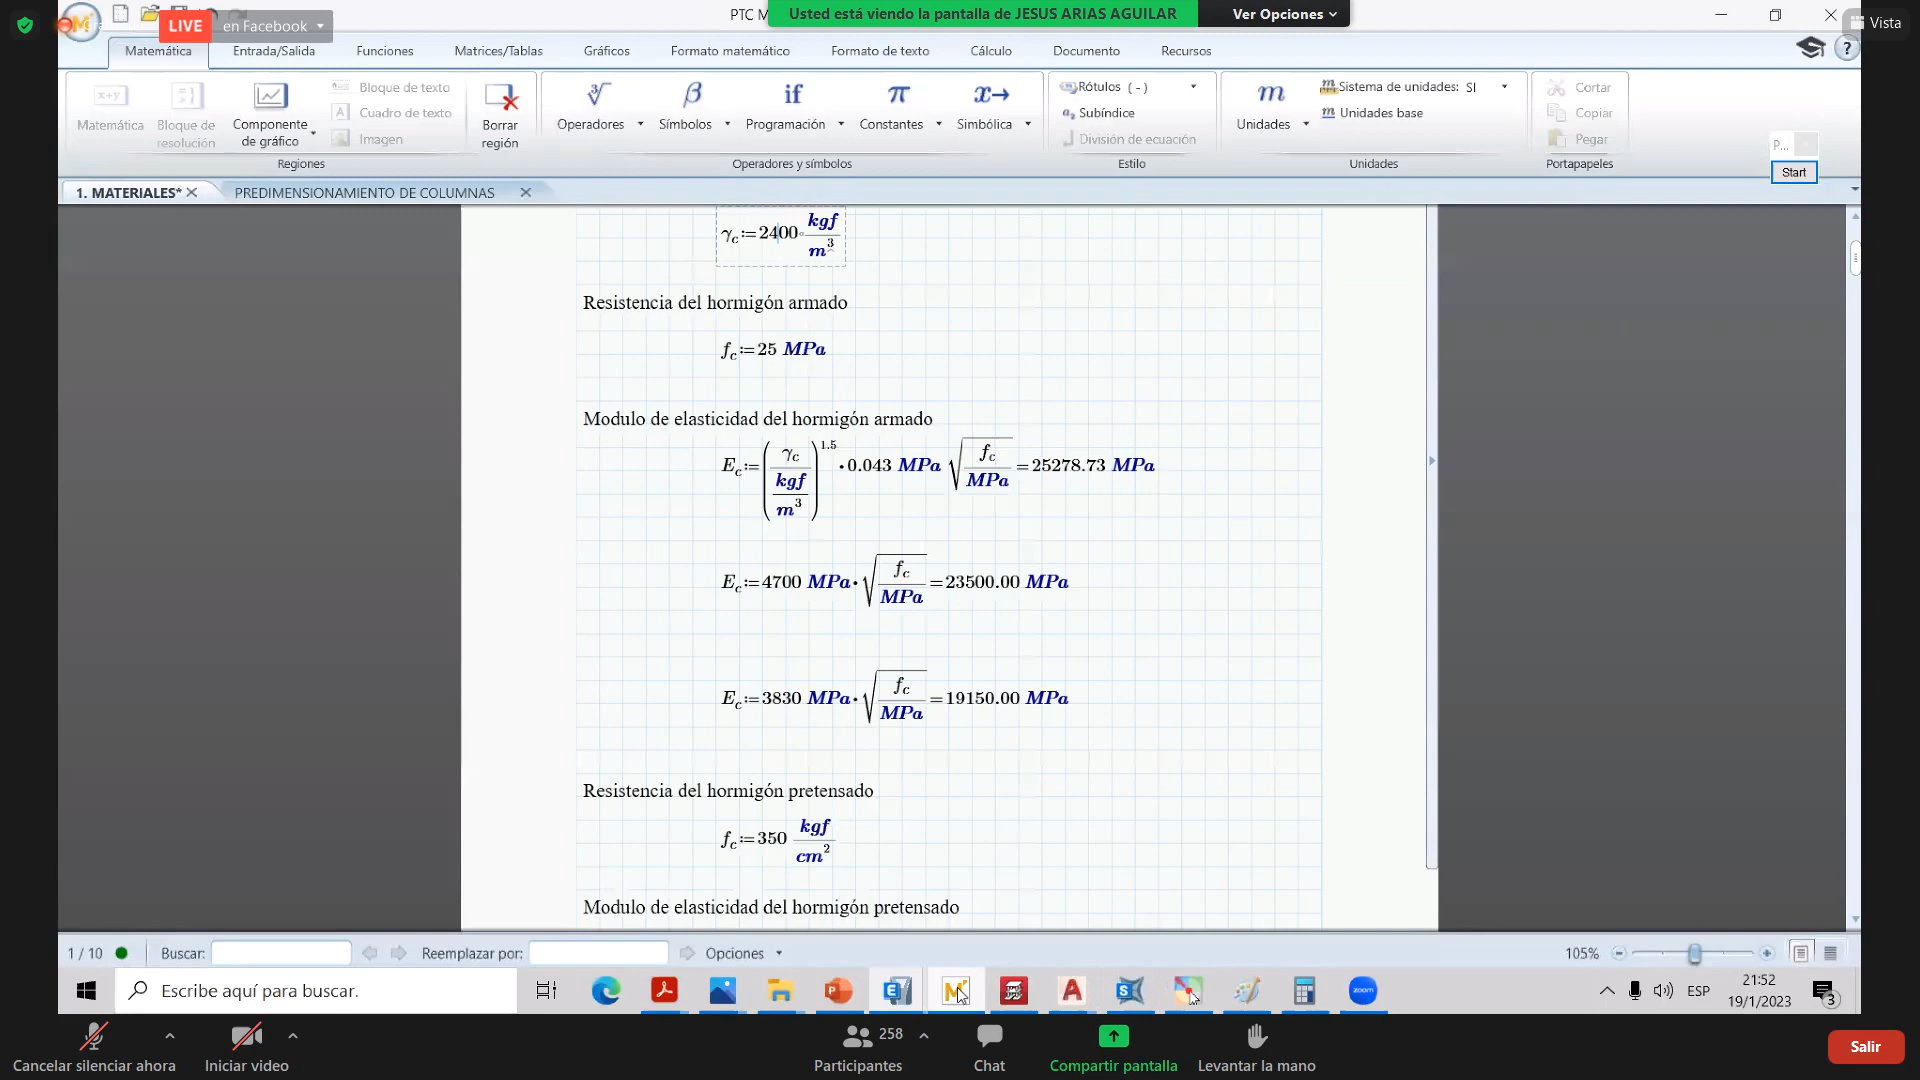 LIVE en Facebook
PTC M
Usted está viendo la pantalla de JESUS ARIAS AGUILAR
Ver Opciones
Vista
Matemática Entrada/Salida Funciones Matrices/Tablas Gráficos Formato matemático Formato de texto Cálculo Documento Recursos
Matemática
Bloque de resolución
Componente de gráfico
Bloque de texto
Cuadro de texto
Imagen
Borrar región
Regiones
Operadores
Símbolos
if
Programación
Constantes
Simbólica
Operadores y símbolos
Rótulos ( - )
Subíndice
División de ecuación
Estilo
Unidades
Sistema de unidades: SI
Unidades base
Unidades
Cortar
Copiar
Pegar
Portapapeles
P...
Start
1. MATERIALES*
PREDIMENSIONAMIENTO DE COLUMNAS
γc:=2400 kgf/m^3
Resistencia del hormigón armado
fc:=25 MPa
Modulo de elasticidad del hormigón armado
Ec:=(γc/(kgf/m^3))^1.5·0.043 MPa √(fc/MPa)=25278.73 MPa
Ec:=4700 MPa·√(fc/MPa)=23500.00 MPa
Ec:=3830 MPa·√(fc/MPa)=19150.00 MPa
Resistencia del hormigón pretensado
fc:=350 kgf/cm^2
Modulo de elasticidad del hormigón pretensado
1 / 10
Buscar:
Reemplazar por:
Opciones
105%
Escribe aquí para buscar.
ESP
21:52
19/1/2023
3
Cancelar silenciar ahora
Iniciar video
258
Participantes
Chat
Compartir pantalla
Levantar la mano
Salir